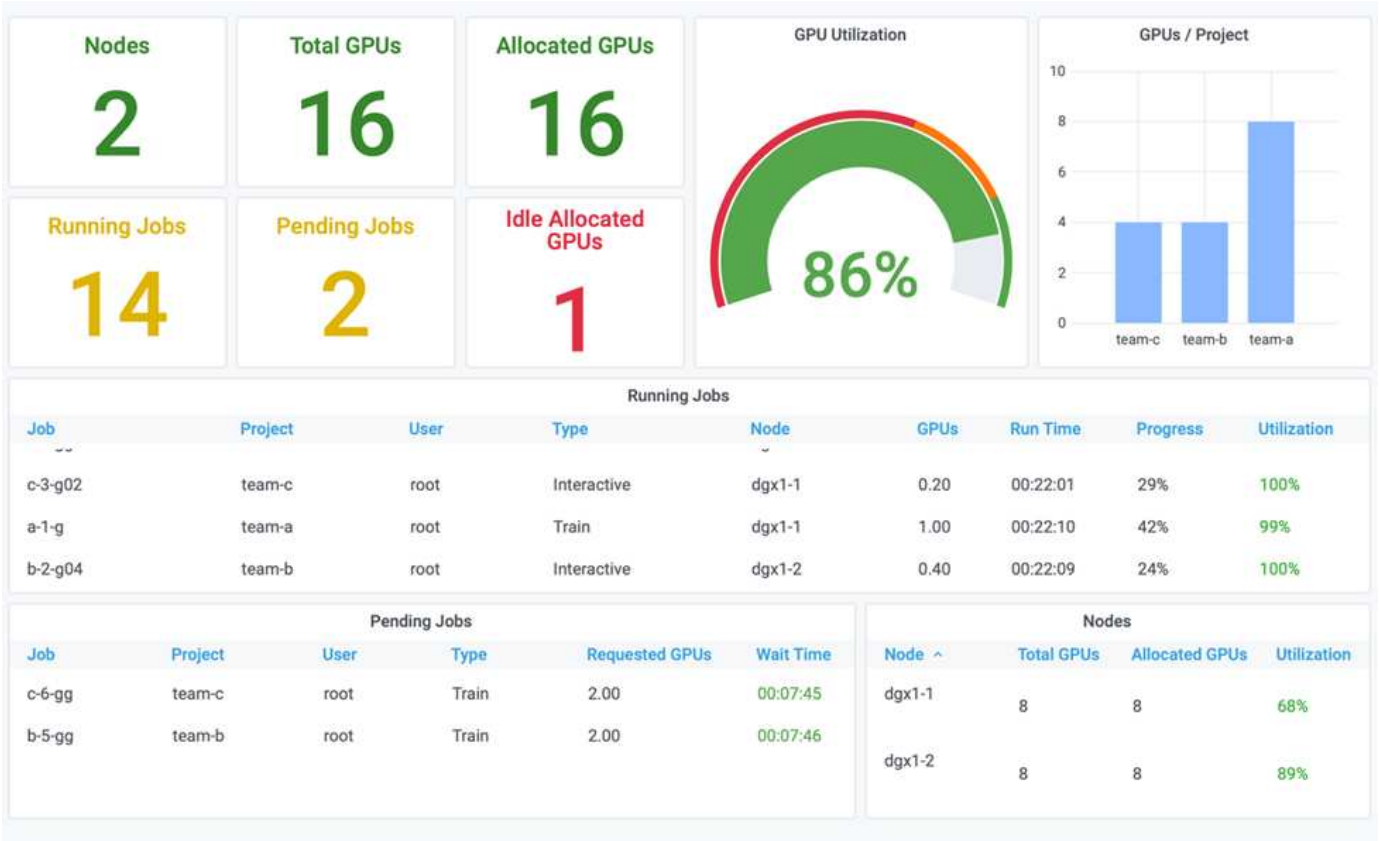 Nodes
2
Total GPUs
16
Allocated GPUs
16
Running Jobs
14
Pending Jobs
2
Idle Allocated
GPUs
1
GPU Utilization
86%
GPUs / Project
10
8
6
4
2
0
team-c team-b team-a
Running Jobs
Job Project User Type Node GPUs Run Time Progress Utilization
c-3-g02 team-c root Interactive dgx1-1 0.20 00:22:01 29% 100%
a-1-g team-a root Train dgx1-1 1.00 00:22:10 42% 99%
b-2-g04 team-b root Interactive dgx1-2 0.40 00:22:09 24% 100%
Pending Jobs
Job Project User Type Requested GPUs Wait Time
c-6-gg team-c root Train 2.00 00:07:45
b-5-gg team-b root Train 2.00 00:07:46
Nodes
Node Total GPUs Allocated GPUs Utilization
dgx1-1 8 8 68%
dgx1-2 8 8 89%